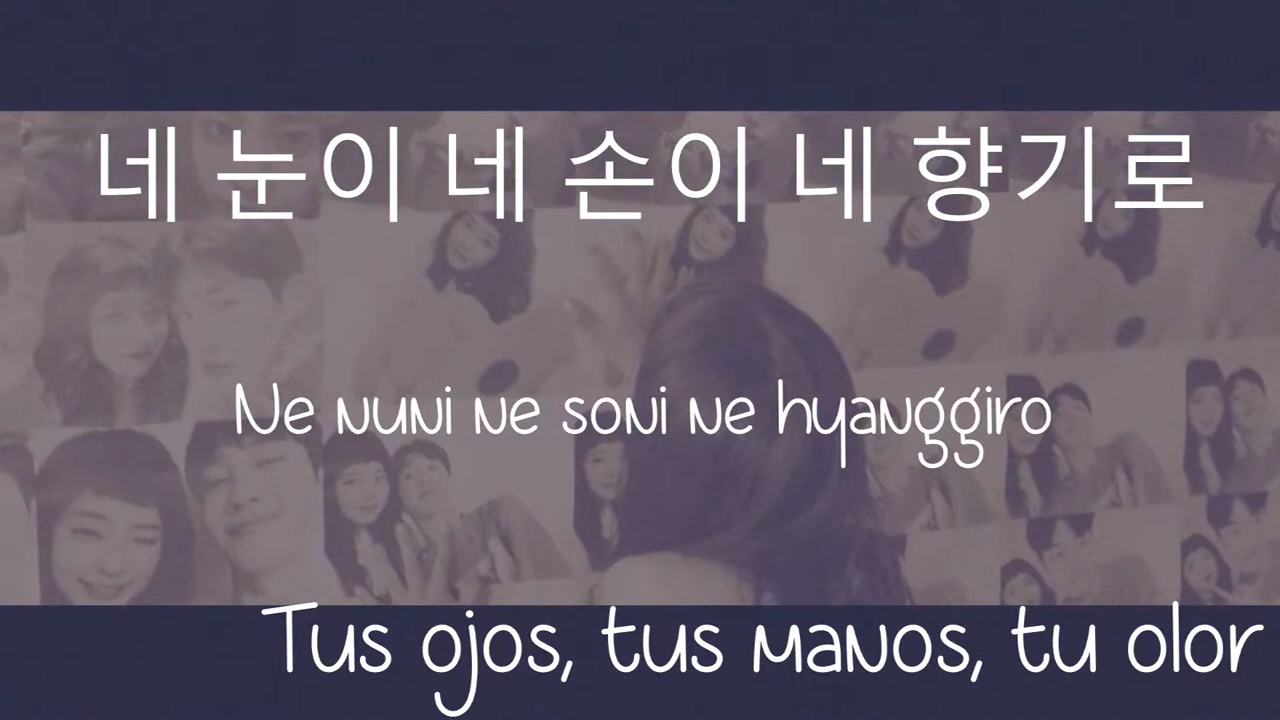 네 눈이 네 손이 네 향기로
Ne nuni ne soni ne hyanggiro
Tus ojos, tus manos, tu olor